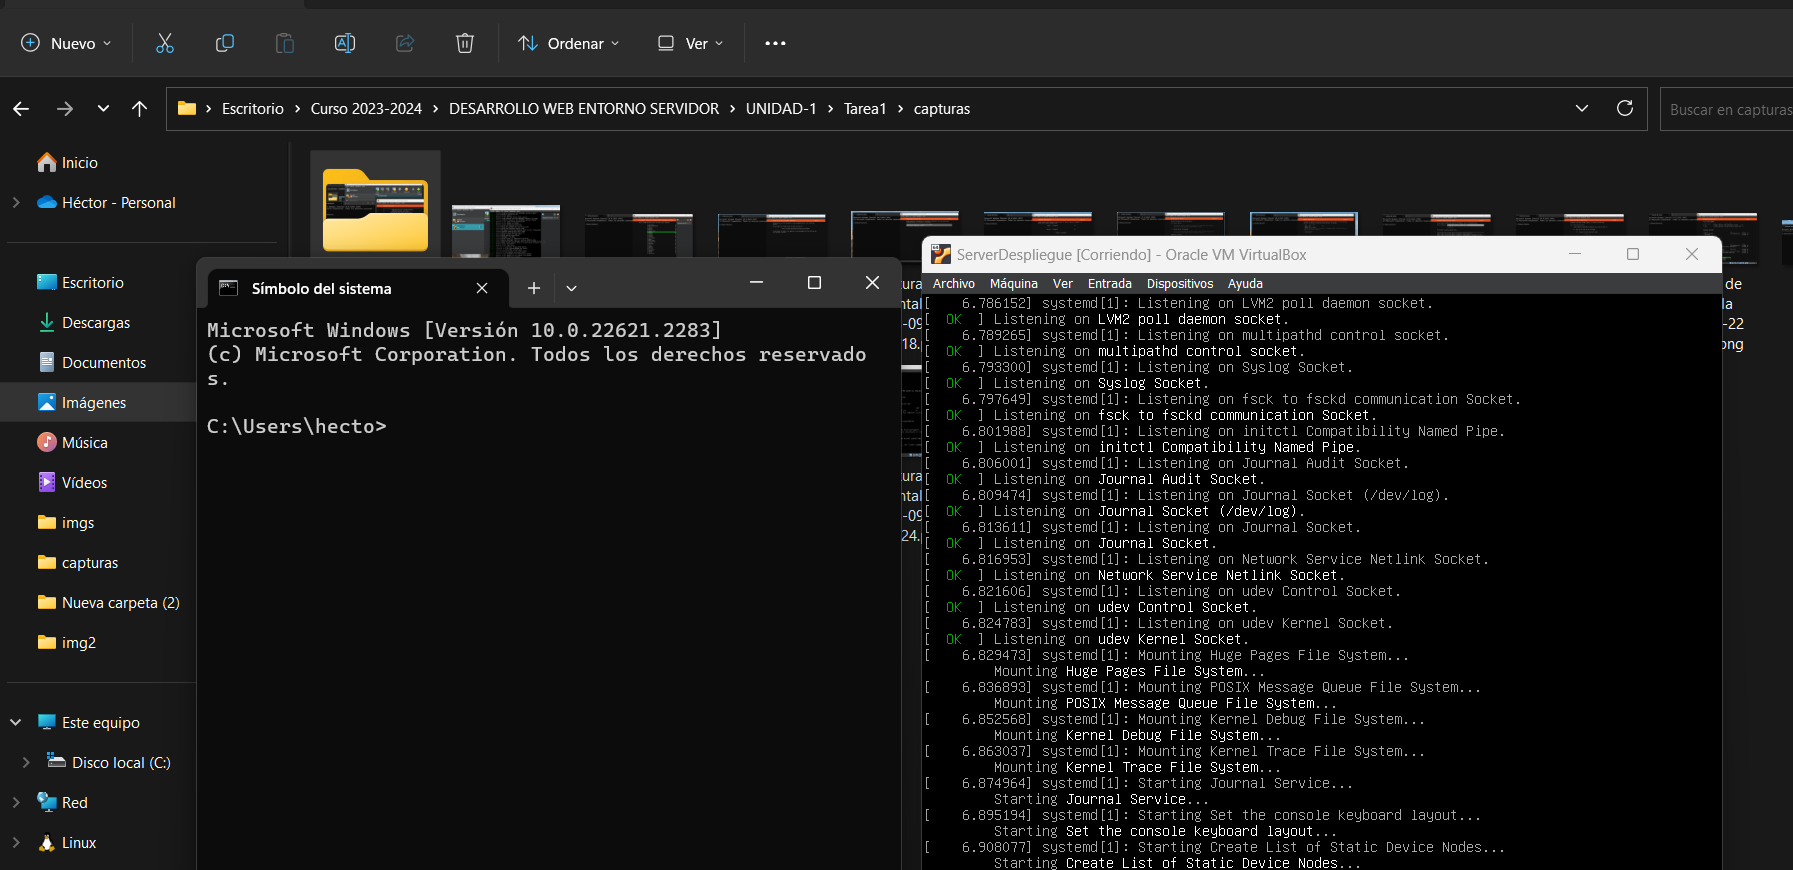 Nuevo
Ordenar
Ver
Escritorio > Curso 2023-2024 > DESARROLLO WEB ENTORNO SERVIDOR > UNIDAD-1 > Tarea1 > capturas
Buscar en capturas
Inicio
Héctor - Personal
Escritorio
Descargas
Documentos
Imágenes
Música
Vídeos
imgs
capturas
Nueva carpeta (2)
img2
Este equipo
Disco local (C:)
Red
Linux
Símbolo del sistema
Microsoft Windows [Versión 10.0.22621.2283]
(c) Microsoft Corporation. Todos los derechos reservado
s.
C:\Users\hecto>
ServerDespliegue [Corriendo] - Oracle VM VirtualBox
Archivo Máquina Ver Entrada Dispositivos Ayuda
[    6.786152] systemd[1]: Listening on LVM2 poll daemon socket.
[  OK  ] Listening on LVM2 poll daemon socket.
[    6.789265] systemd[1]: Listening on multipathd control socket.
[  OK  ] Listening on multipathd control socket.
[    6.793300] systemd[1]: Listening on Syslog Socket.
[  OK  ] Listening on Syslog Socket.
[    6.797649] systemd[1]: Listening on fsck to fsckd communication Socket.
[  OK  ] Listening on fsck to fsckd communication Socket.
[    6.801988] systemd[1]: Listening on initctl Compatibility Named Pipe.
[  OK  ] Listening on initctl Compatibility Named Pipe.
[    6.806001] systemd[1]: Listening on Journal Audit Socket.
[  OK  ] Listening on Journal Audit Socket.
[    6.809474] systemd[1]: Listening on Journal Socket (/dev/log).
[  OK  ] Listening on Journal Socket (/dev/log).
[    6.813611] systemd[1]: Listening on Journal Socket.
[  OK  ] Listening on Journal Socket.
[    6.816953] systemd[1]: Listening on Network Service Netlink Socket.
[  OK  ] Listening on Network Service Netlink Socket.
[    6.821606] systemd[1]: Listening on udev Control Socket.
[  OK  ] Listening on udev Control Socket.
[    6.824783] systemd[1]: Listening on udev Kernel Socket.
[  OK  ] Listening on udev Kernel Socket.
[    6.829473] systemd[1]: Mounting Huge Pages File System...
Mounting Huge Pages File System...
[    6.836893] systemd[1]: Mounting POSIX Message Queue File System...
Mounting POSIX Message Queue File System...
[    6.852568] systemd[1]: Mounting Kernel Debug File System...
Mounting Kernel Debug File System...
[    6.863037] systemd[1]: Mounting Kernel Trace File System...
Mounting Kernel Trace File System...
[    6.874964] systemd[1]: Starting Journal Service...
Starting Journal Service...
[    6.895194] systemd[1]: Starting Set the console keyboard layout...
Starting Set the console keyboard layout...
[    6.908077] systemd[1]: Starting Create List of Static Device Nodes...
Starting Create List of Static Device Nodes...
de
la
-22
ong